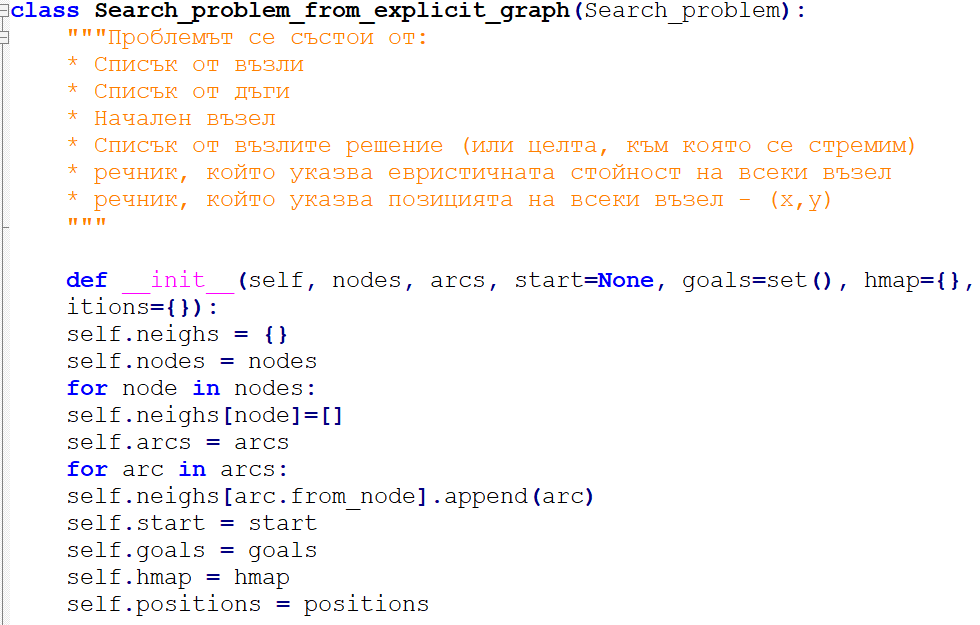 class Search_problem_from_explicit_graph(Search_problem):
"""Проблемът се състои от:
* Списък от възли
* Списък от дъги
* Начален възел
* Списък от възлите решение (или целта, към която се стремим)
* речник, който указва евристичната стойност на всеки възел
* речник, който указва позицията на всеки възел - (x,y)
"""
def __init__(self, nodes, arcs, start=None, goals=set(), hmap={},
itions={}):
self.neighs = {}
self.nodes = nodes
for node in nodes:
self.neighs[node]=[]
self.arcs = arcs
for arc in arcs:
self.neighs[arc.from_node].append(arc)
self.start = start
self.goals = goals
self.hmap = hmap
self.positions = positions